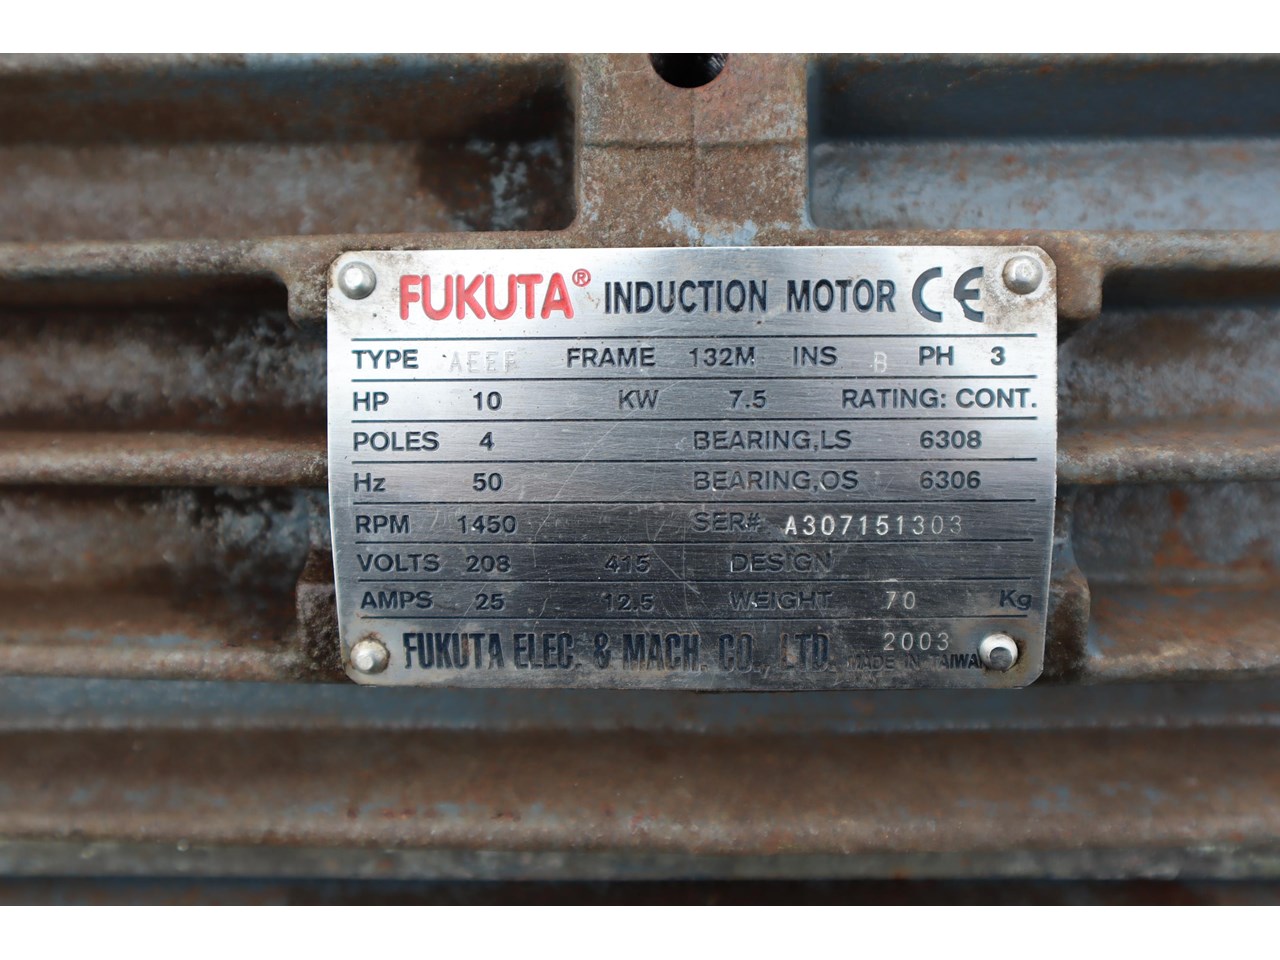 FUKUTA® INDUCTION MOTOR CE
TYPE AEEF FRAME 132M INS B PH 3
HP 10 KW 7.5 RATING: CONT.
POLES 4 BEARING,LS 6308
Hz 50 BEARING,OS 6306
RPM 1450 SER# A307151303
VOLTS 208 415 DESIGN
AMPS 25 12.5 WEIGHT 70 Kg
FUKUTA ELEC. & MACH. CO., LTD. 2003
MADE IN TAIWAN